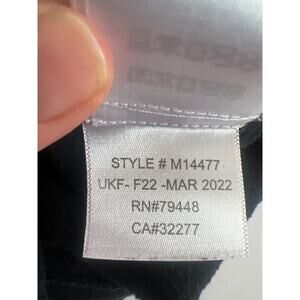 STYLE # M14477
UKF- F22 -MAR 2022
RN#79448
CA#32277